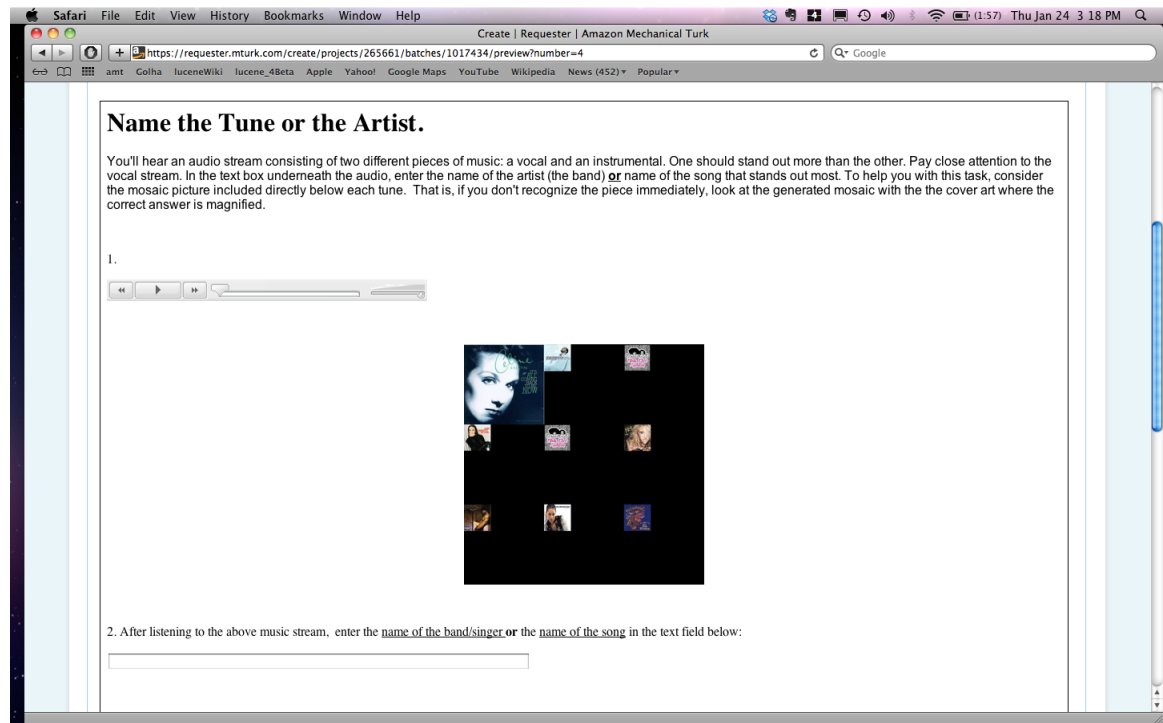 Safari File Edit View History Bookmarks Window Help (1:57) Thu Jan 24 3 18 PM
Create | Requester | Amazon Mechanical Turk
https://requester.mturk.com/create/projects/265661/batches/1017434/preview?number=4 Google
amt Golha luceneWiki lucene_4Beta Apple Yahoo! Google Maps YouTube Wikipedia News (452) Popular
Name the Tune or the Artist.
You'll hear an audio stream consisting of two different pieces of music: a vocal and an instrumental. One should stand out more than the other. Pay close attention to the
vocal stream. In the text box underneath the audio, enter the name of the artist (the band) or name of the song that stands out most. To help you with this task, consider
the mosaic picture included directly below each tune. That is, if you don't recognize the piece immediately, look at the generated mosaic with the the cover art where the
correct answer is magnified.
1.
Celine
2. After listening to the above music stream, enter the name of the band/singer or the name of the song in the text field below: